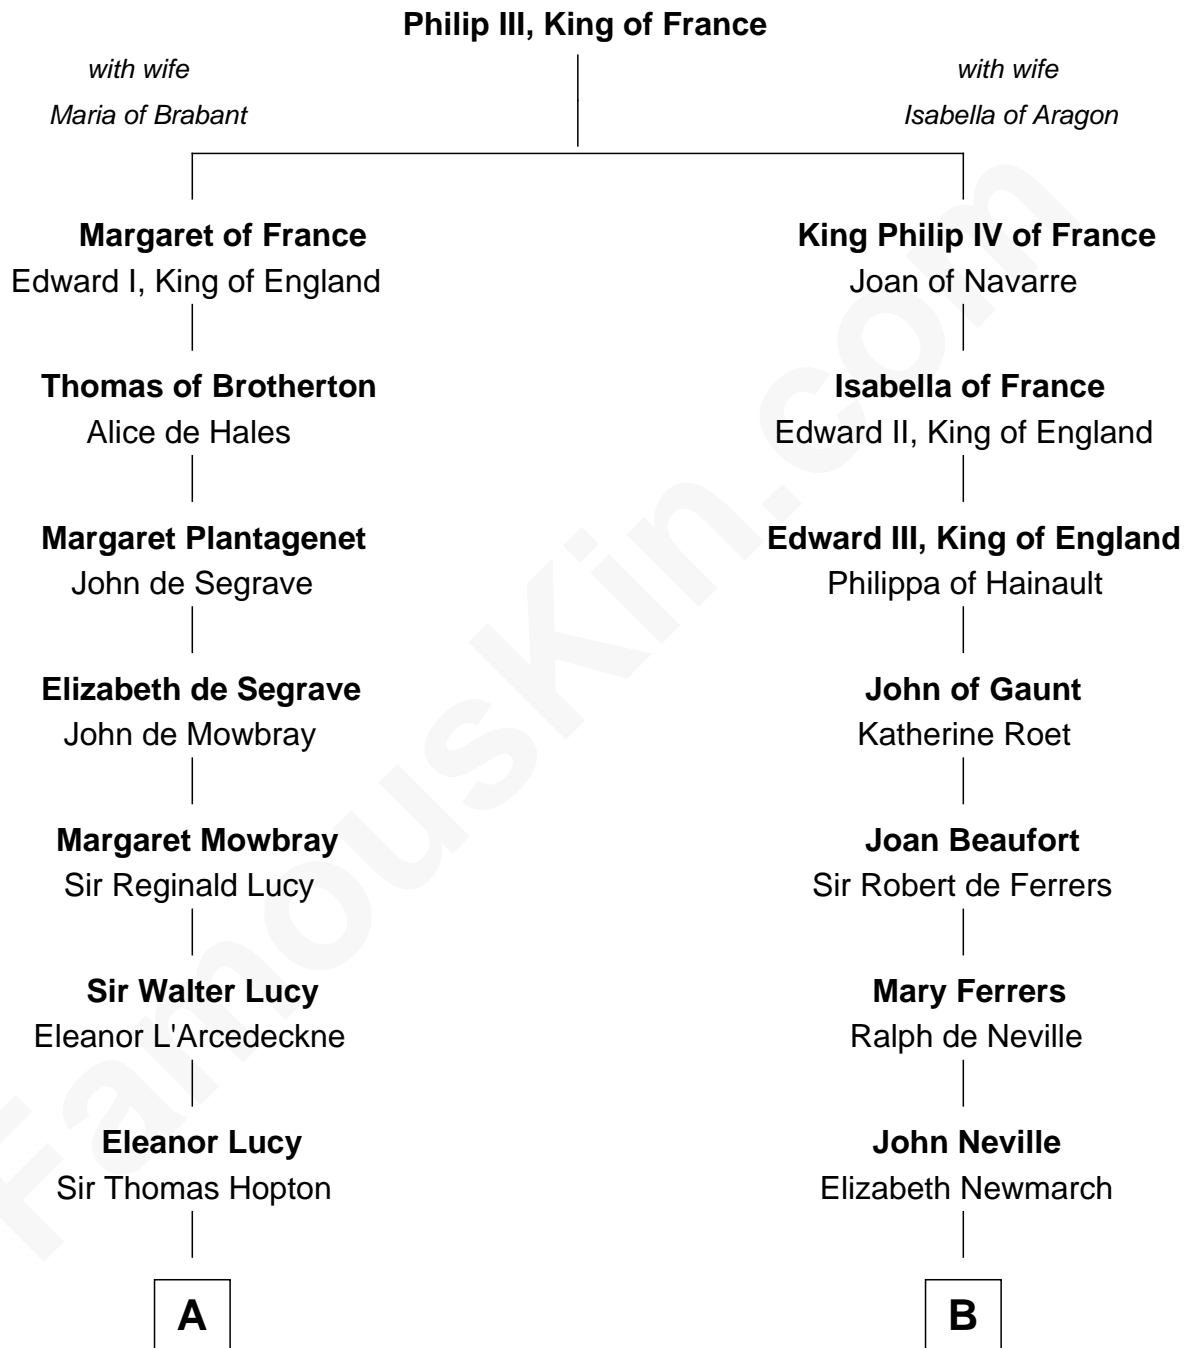 Philip III, King of France
with wife
Maria of Brabant
with wife
Isabella of Aragon
Margaret of France
Edward I, King of England
King Philip IV of France
Joan of Navarre
Thomas of Brotherton
Alice de Hales
Isabella of France
Edward II, King of England
Margaret Plantagenet
John de Segrave
Edward III, King of England
Philippa of Hainault
Elizabeth de Segrave
John de Mowbray
John of Gaunt
Katherine Roet
Margaret Mowbray
Sir Reginald Lucy
Joan Beaufort
Sir Robert de Ferrers
Sir Walter Lucy
Eleanor L'Arcedeckne
Mary Ferrers
Ralph de Neville
Eleanor Lucy
Sir Thomas Hopton
John Neville
Elizabeth Newmarch
A
B
FamousKin.com